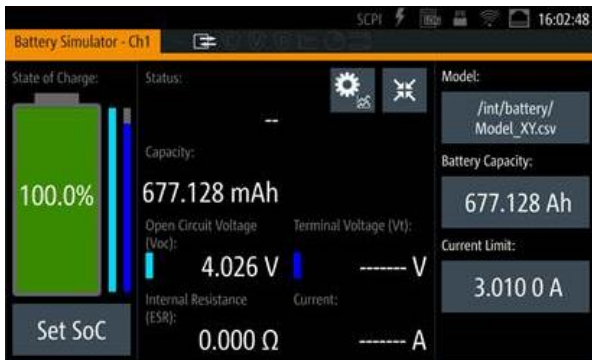 SCPI 16:02:48
Battery Simulator - Ch1
State of Charge:
100.0%
Set SoC
Status:
--
Capacity:
677.128 mAh
Open Circuit Voltage
(Voc):
4.026 V
Terminal Voltage (Vt):
------- V
Internal Resistance
(ESR):
0.000 Ω
Current:
------- A
Model:
/int/battery/
Model_XY.csv
Battery Capacity:
677.128 Ah
Current Limit:
3.010 0 A